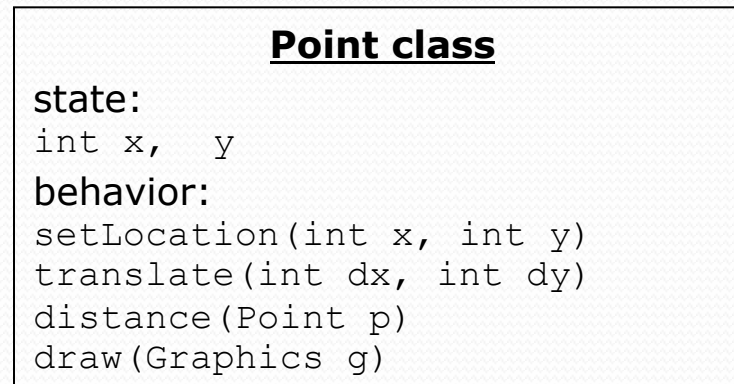 Point class
state:
int x,  y
behavior:
setLocation(int x, int y)
translate(int dx, int dy)
distance(Point p)
draw(Graphics g)